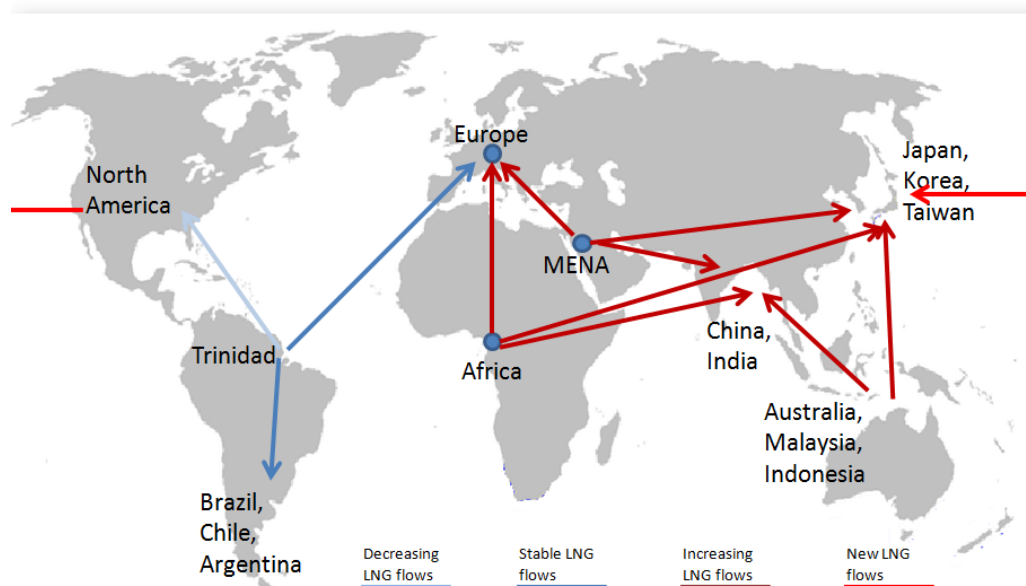 Europe
North
America
Japan,
Korea,
Taiwan
MENA
Trinidad
Africa
China,
India
Australia,
Malaysia,
Indonesia
Brazil,
Chile,
Argentina
Decreasing
LNG flows
Stable LNG
flows
Increasing
LNG flows
New LNG
flows